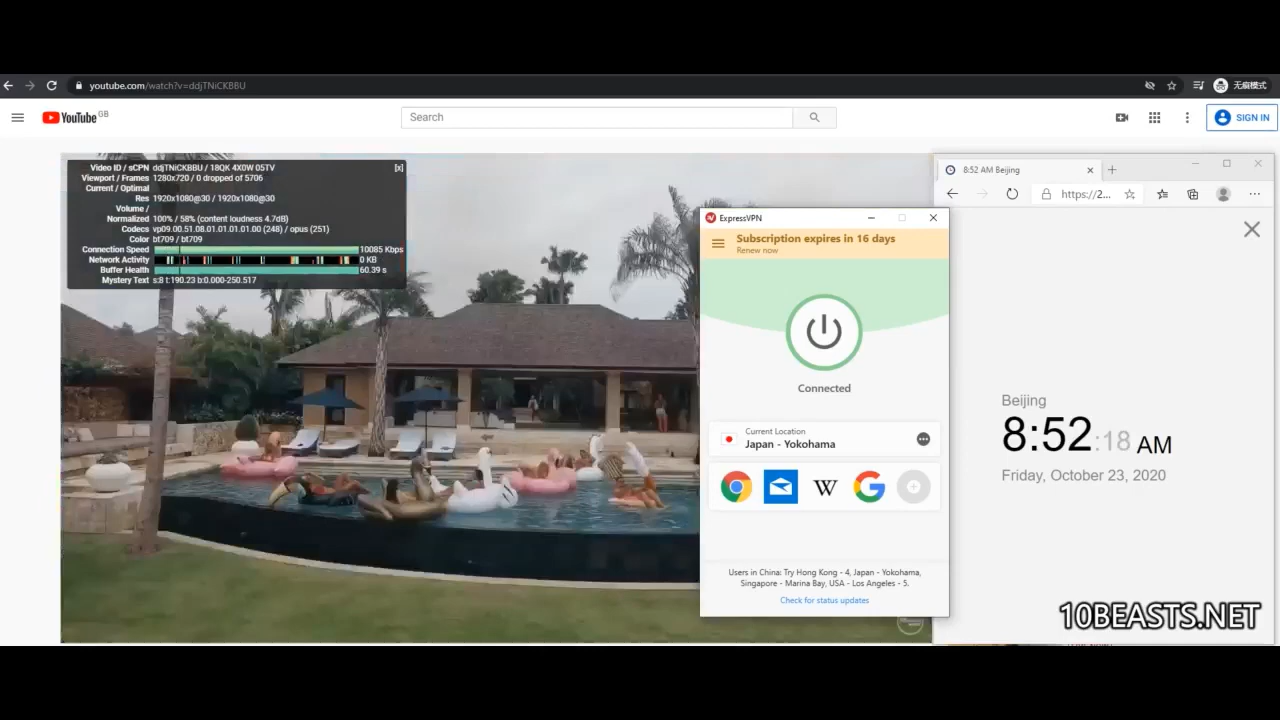 youtube.com/watch?v=ddjTNiCKBBU
无痕模式
YouTube GB
Search
SIGN IN
Video ID / sCPN ddjTNiCKBBU / 18QK 4X0W 05TV
[x]
Viewport / Frames 1280x720 / 0 dropped of 5706
Current / Optimal
Res 1920x1080@30 / 1920x1080@30
Volume /
Normalized 100% / 58% (content loudness 4.7dB)
Codecs vp09.00.51.08.01.01.01.01.00 (248) / opus (251)
Color bt709 / bt709
Connection Speed 10085 Kbps
Network Activity 0 KB
Buffer Health 60.39 s
Mystery Text s:8 t:190.23 b:0.000-250.517
8:52 AM Beijing
https://2...
ExpressVPN
Subscription expires in 16 days
Renew now
Connected
Current Location
Japan - Yokohama
W
Users in China: Try Hong Kong - 4, Japan - Yokohama,
Singapore - Marina Bay, USA - Los Angeles - 5.
Check for status updates
Beijing
8:52:18 AM
Friday, October 23, 2020
10BEASTS.NET